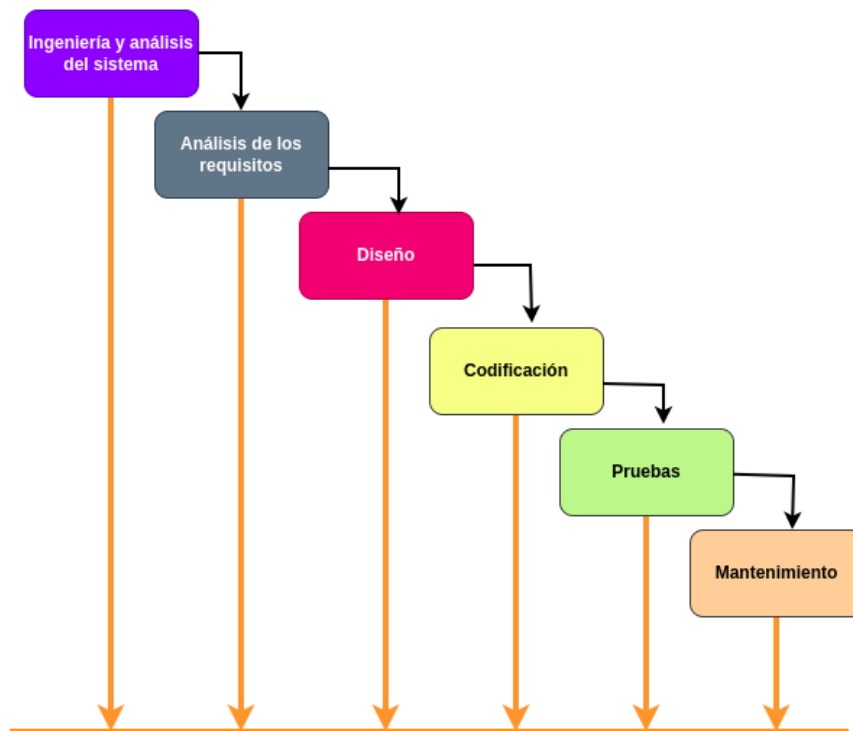 Ingeniería y análisis
del sistema
Análisis de los
requisitos
Diseño
Codificación
Pruebas
Mantenimiento